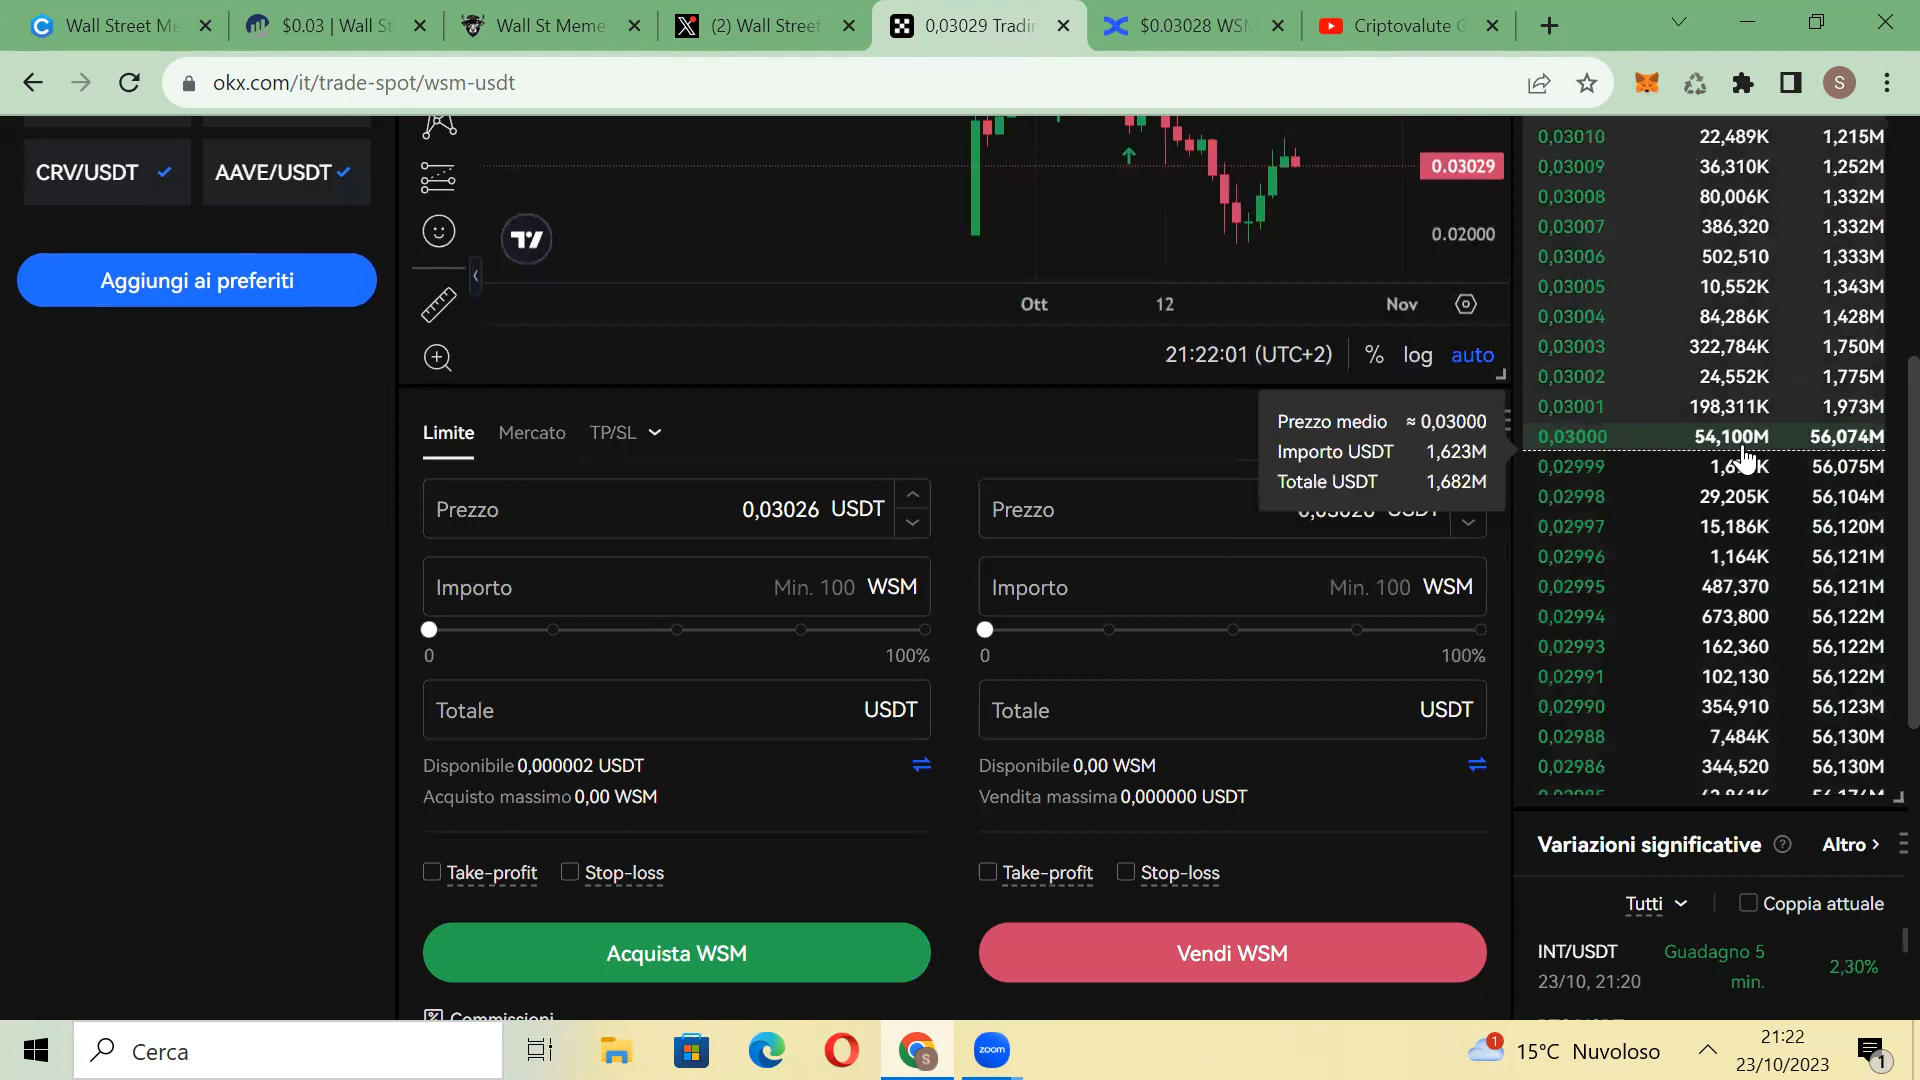 Wall Street Me
$0.03 | Wall St
Wall St Meme
(2) Wall Street
0,03029 Tradin
$0.03028 WSM
Criptovalute G
okx.com/it/trade-spot/wsm-usdt
S
CRV/USDT
AAVE/USDT
Aggiungi ai preferiti
0.03029
0.02000
Ott
12
Nov
21:22:01 (UTC+2)
%
log
auto
Limite
Mercato
TP/SL
Prezzo
0,03026 USDT
Importo
Min. 100 WSM
0
100%
Totale
USDT
Disponibile 0,000002 USDT
Acquisto massimo 0,00 WSM
Take-profit
Stop-loss
Acquista WSM
Commissioni
Prezzo medio ≈ 0,03000
Importo USDT 1,623M
Totale USDT 1,682M
Prezzo
Importo
Min. 100 WSM
0
100%
Totale
USDT
Disponibile 0,00 WSM
Vendita massima 0,000000 USDT
Take-profit
Stop-loss
Vendi WSM
0,03010 22,489K 1,215M
0,03009 36,310K 1,252M
0,03008 80,006K 1,332M
0,03007 386,320 1,332M
0,03006 502,510 1,333M
0,03005 10,552K 1,343M
0,03004 84,286K 1,428M
0,03003 322,784K 1,750M
0,03002 24,552K 1,775M
0,03001 198,311K 1,973M
0,03000 54,100M 56,074M
0,02999 56,075M
0,02998 29,205K 56,104M
0,02997 15,186K 56,120M
0,02996 1,164K 56,121M
0,02995 487,370 56,121M
0,02994 673,800 56,122M
0,02993 162,360 56,122M
0,02991 102,130 56,122M
0,02990 354,910 56,123M
0,02988 7,484K 56,130M
0,02986 344,520 56,130M
Variazioni significative
Altro
Tutti
Coppia attuale
INT/USDT
Guadagno 5
min.
2,30%
23/10, 21:20
Cerca
zoom
1
15°C Nuvoloso
21:22
23/10/2023
1